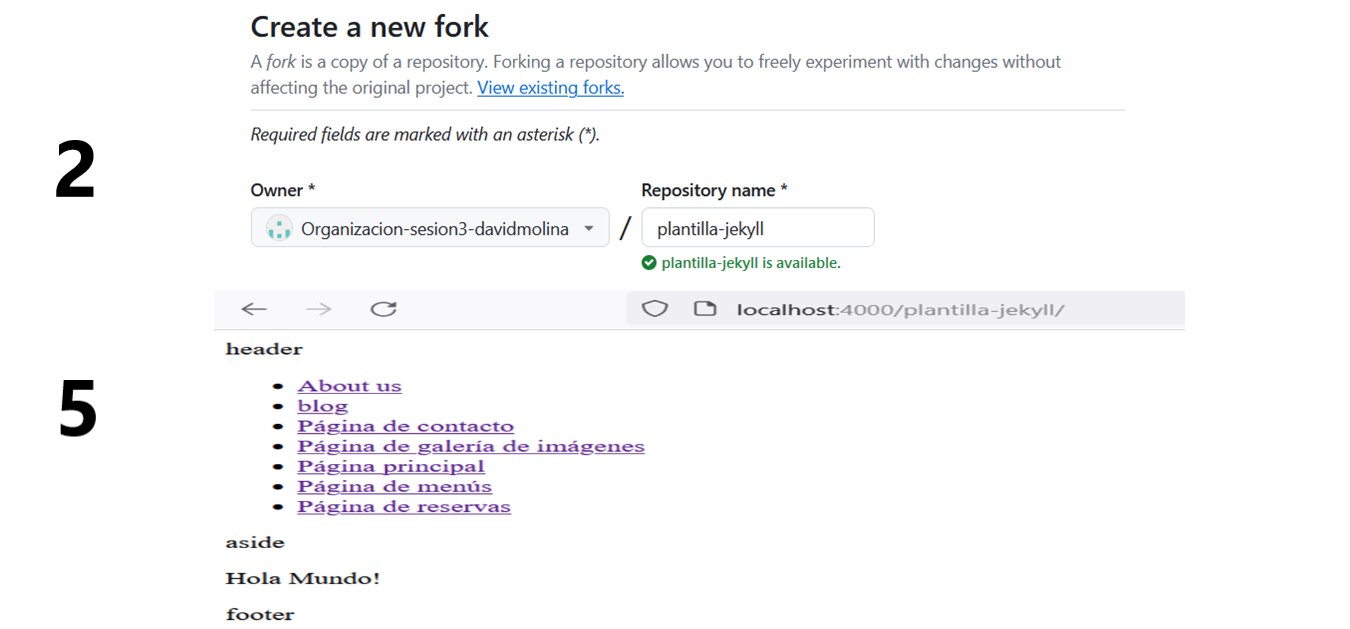 Create a new fork
A fork is a copy of a repository. Forking a repository allows you to freely experiment with changes without
affecting the original project. View existing forks.
Required fields are marked with an asterisk (*).
2
Owner * Repository name *
Organizacion-sesion3-davidmolina / plantilla-jekyll
plantilla-jekyll is available.
localhost:4000/plantilla-jekyll/
header
5
About us
blog
Página de contacto
Página de galería de imágenes
Página principal
Página de menús
Página de reservas
aside
Hola Mundo!
footer